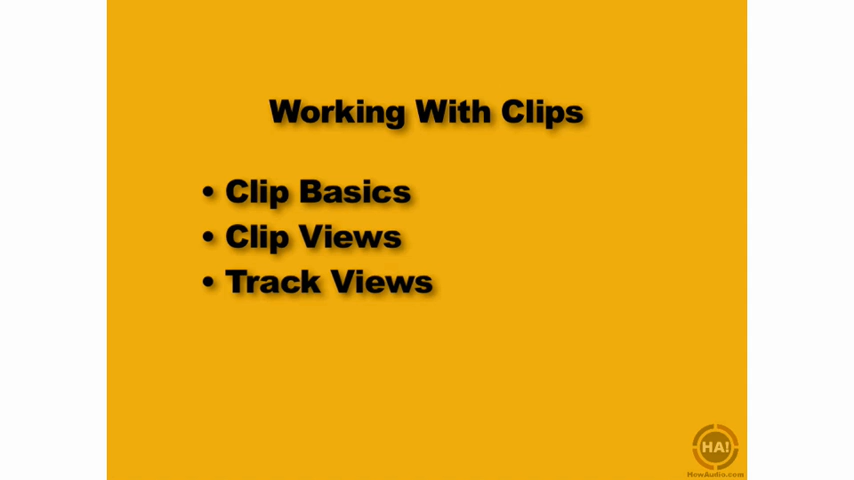 Working With Clips
• Clip Basics
• Clip Views
• Track Views
HA!
HowAudio.com